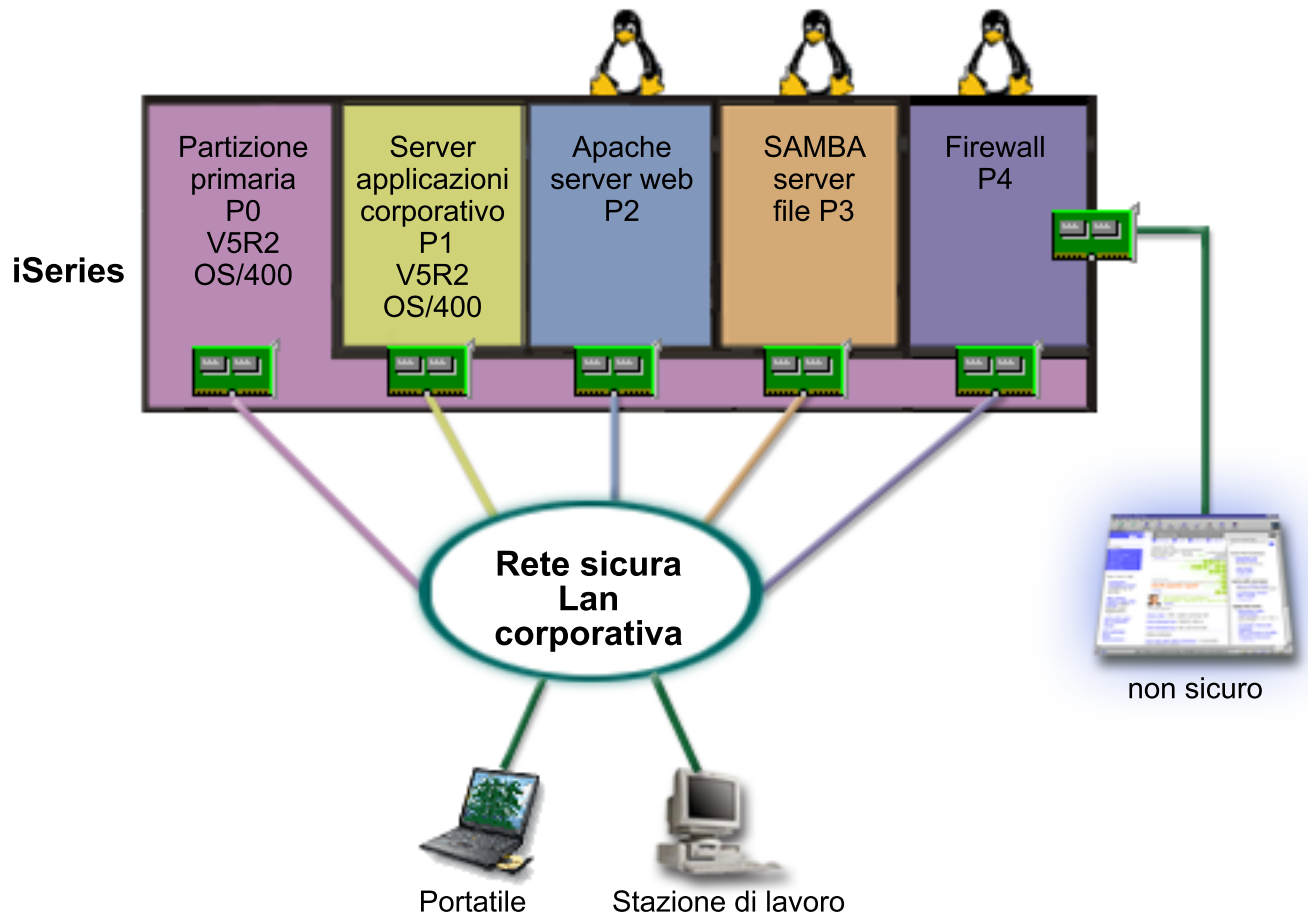 iSeries
Partizione
primaria
P0
V5R2
OS/400
Server
applicazioni
corporativo
P1
V5R2
OS/400
Apache
server web
P2
SAMBA
server
file P3
Firewall
P4
Rete sicura
Lan
corporativa
non sicuro
Portatile
Stazione di lavoro